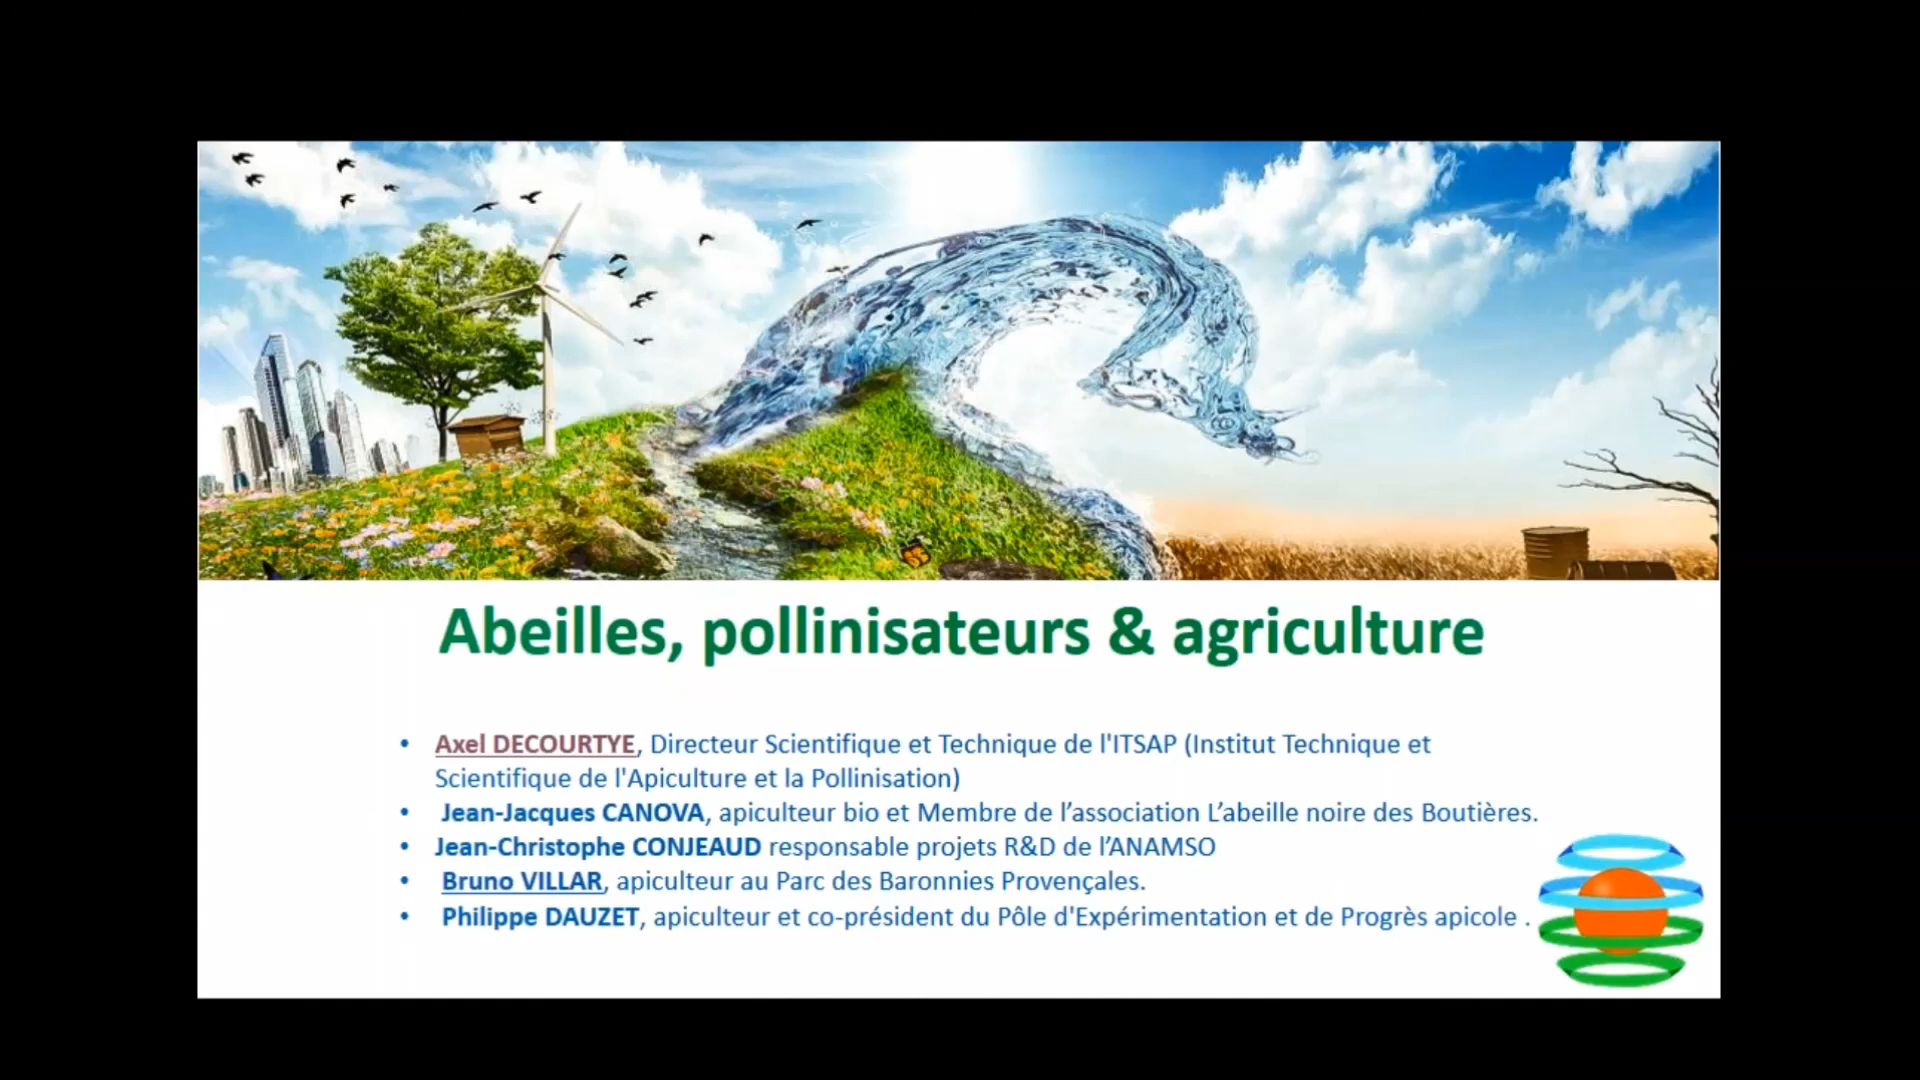 Abeilles, pollinisateurs & agriculture
• Axel DECOURTYE, Directeur Scientifique et Technique de l'ITSAP (Institut Technique et
Scientifique de l'Apiculture et la Pollinisation)
• Jean-Jacques CANOVA, apiculteur bio et Membre de l’association L’abeille noire des Boutières.
• Jean-Christophe CONJEAUD responsable projets R&D de l’ANAMSO
• Bruno VILLAR, apiculteur au Parc des Baronnies Provençales.
• Philippe DAUZET, apiculteur et co-président du Pôle d'Expérimentation et de Progrès apicole .